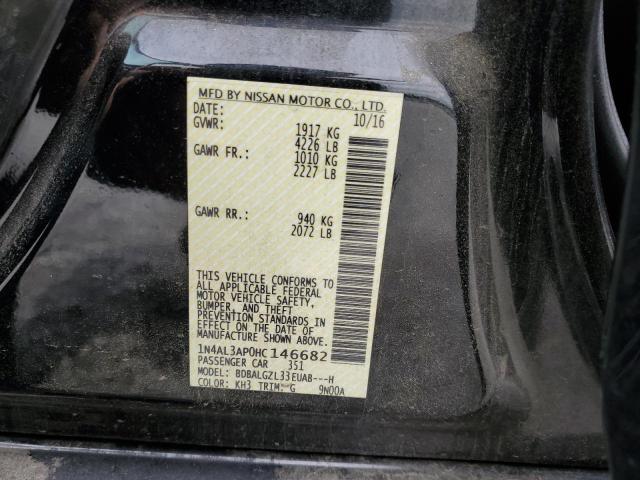 MFD BY NISSAN MOTOR CO., LTD.
DATE: 10/16
GVWR: 1917 KG
4226 LB
GAWR FR.: 1010 KG
2227 LB
GAWR RR.: 940 KG
2072 LB
THIS VEHICLE CONFORMS TO
ALL APPLICABLE FEDERAL
MOTOR VEHICLE SAFETY,
BUMPER, AND THEFT
PREVENTION STANDARDS IN
EFFECT ON THE DATE OF
MANUFACTURE SHOWN ABOVE.
1N4AL3AP0HC146682
PASSENGER CAR 351
MODEL: BDBALGZL33EUAB---H
COLOR: KH3 TRIM: G 9N00A